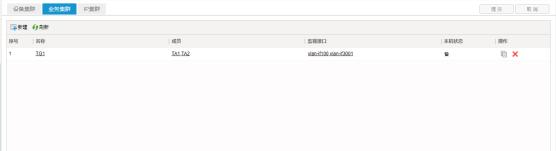 设备集群 业务集群 IP集群 提交 取消
新建 刷新
序号 名称 成员 监视接口 主机状态 操作
1 TG1 TA1 TA2 vlan-if100 vlan-if3001